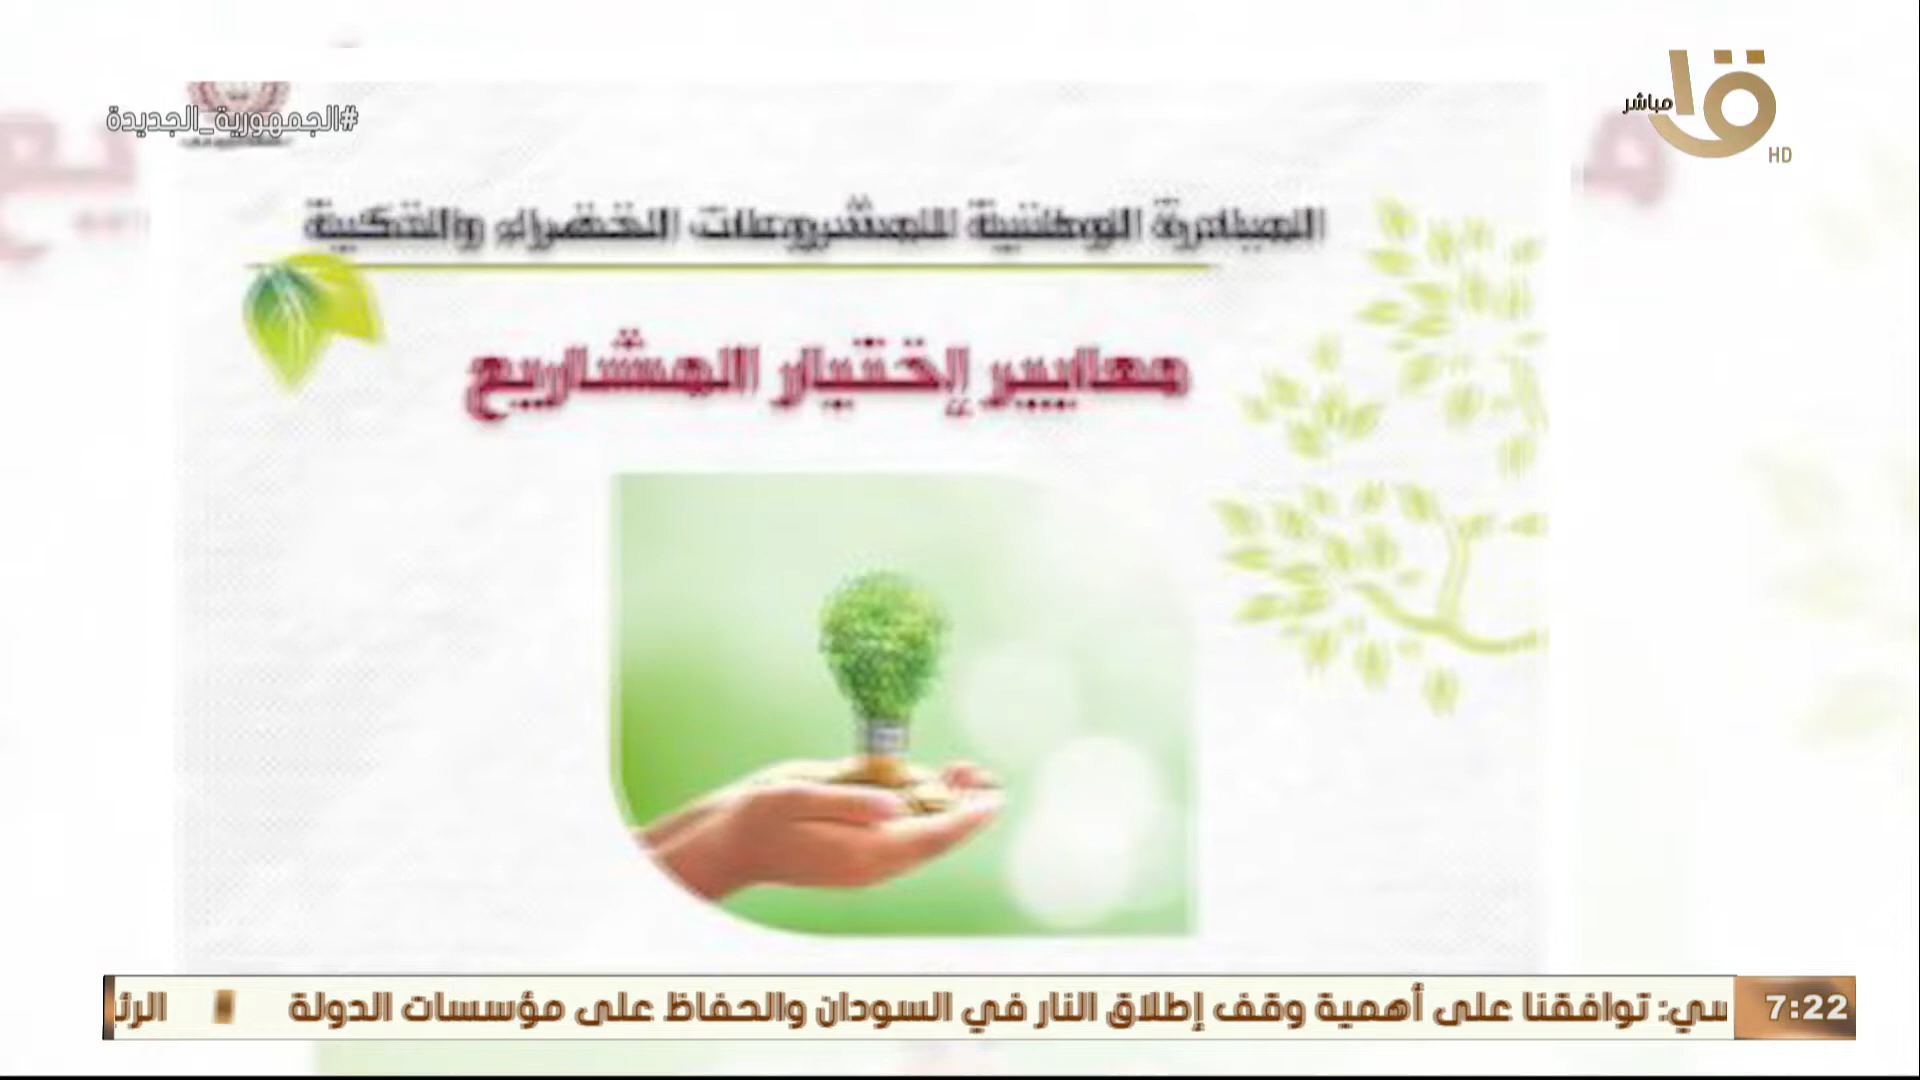 #الجمهورية_الجديدة
مباشر
HD
المبادرة الوطنية للمشروعات الخضراء والذكية
معايير إختيار المشاريع
سي: توافقنا على أهمية وقف إطلاق النار في السودان والحفاظ على مؤسسات الدولة
7:22